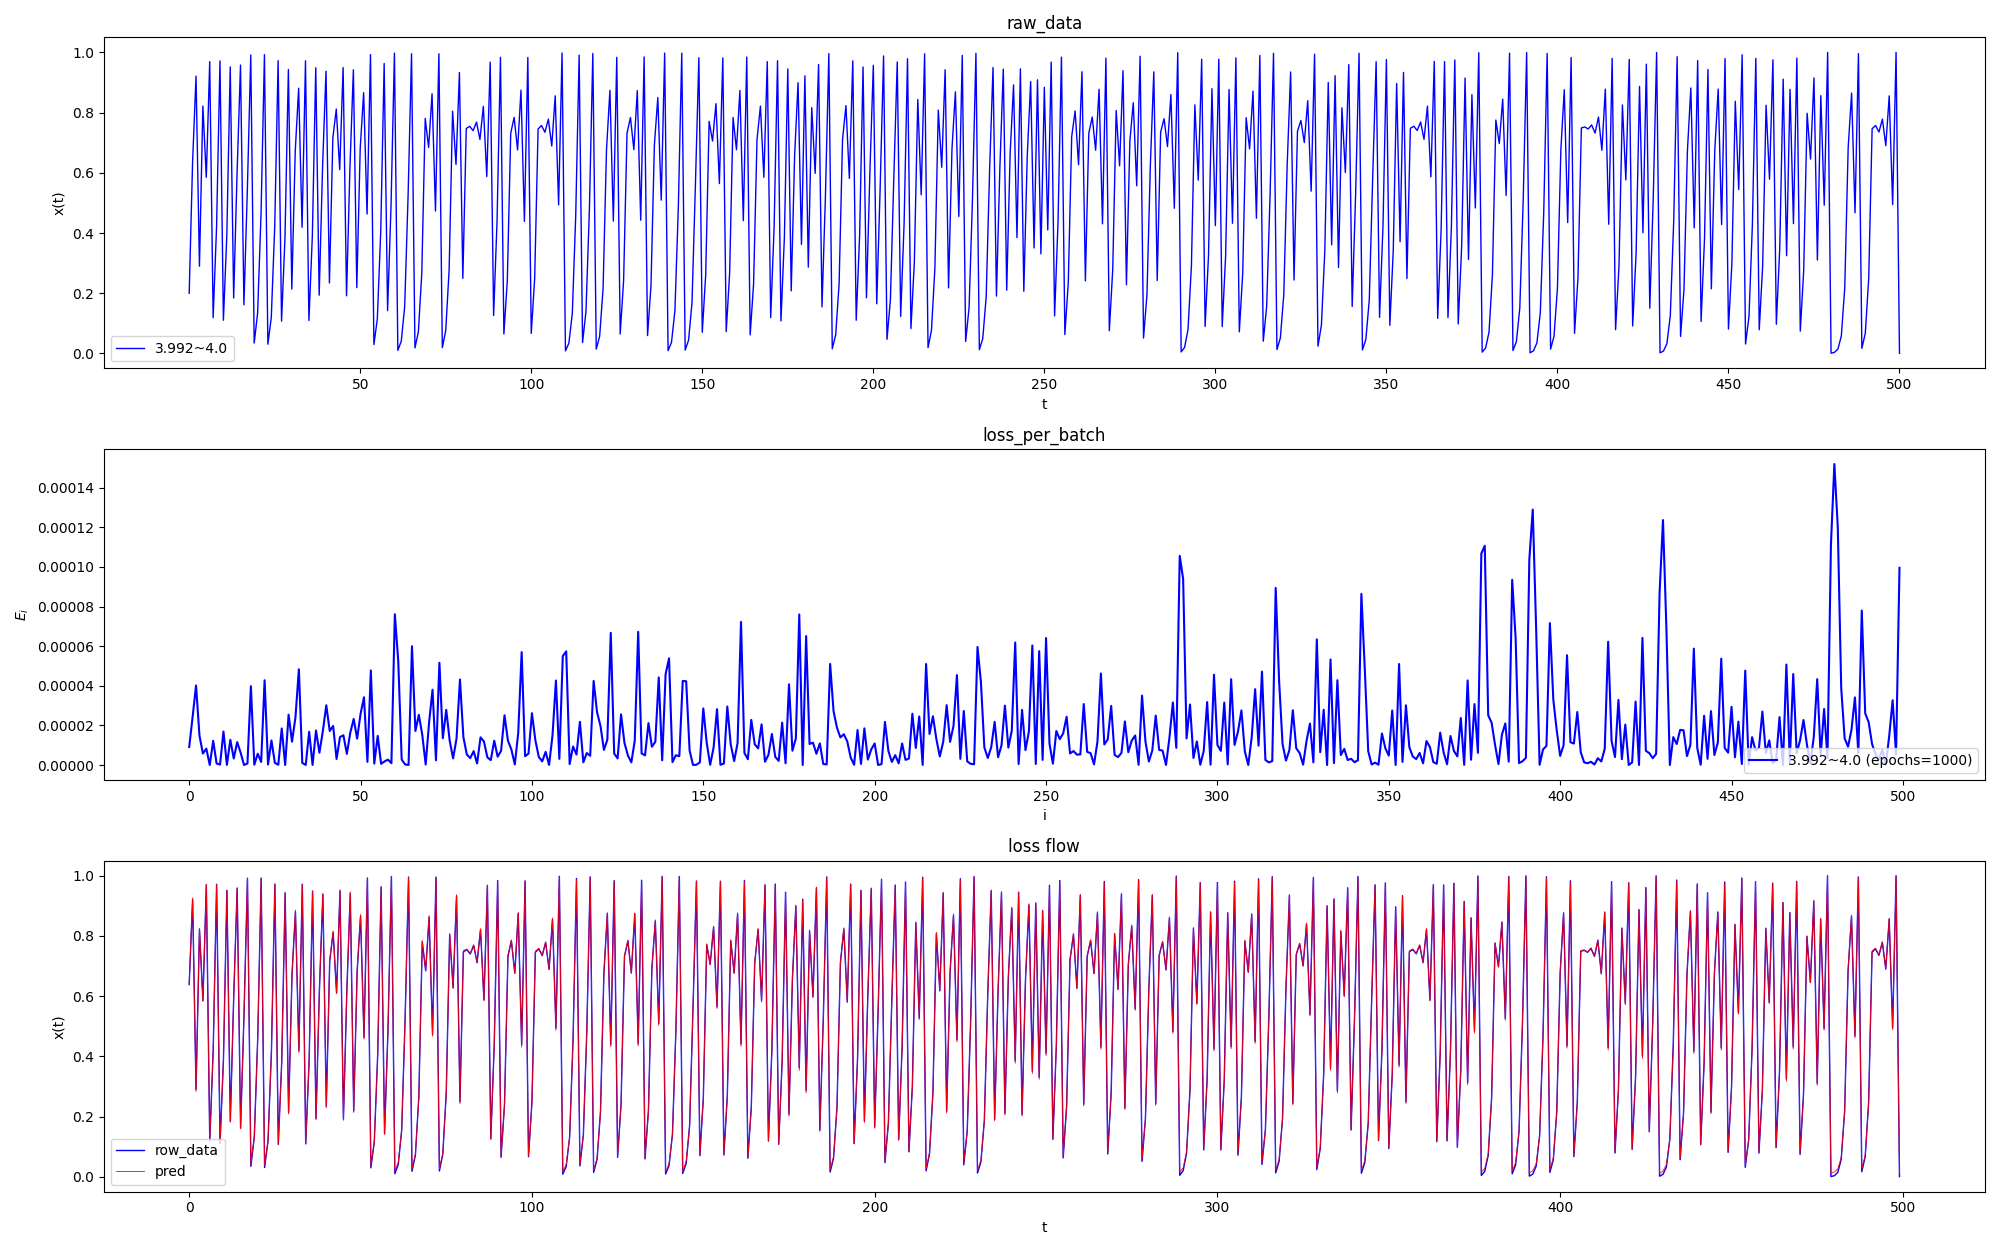 raw_data
1.0
0.8
0.6
0.4
0.2
0.0
x(t)
3.992~4.0
50 100 150 200 250 300 350 400 450 500
t
loss_per_batch
0.00014
0.00012
0.00010
0.00008
0.00006
0.00004
0.00002
0.00000
E_i
3.992~4.0 (epochs=1000)
0 50 100 150 200 250 300 350 400 450 500
i
loss flow
1.0
0.8
0.6
0.4
0.2
0.0
x(t)
row_data
pred
0 100 200 300 400 500
t